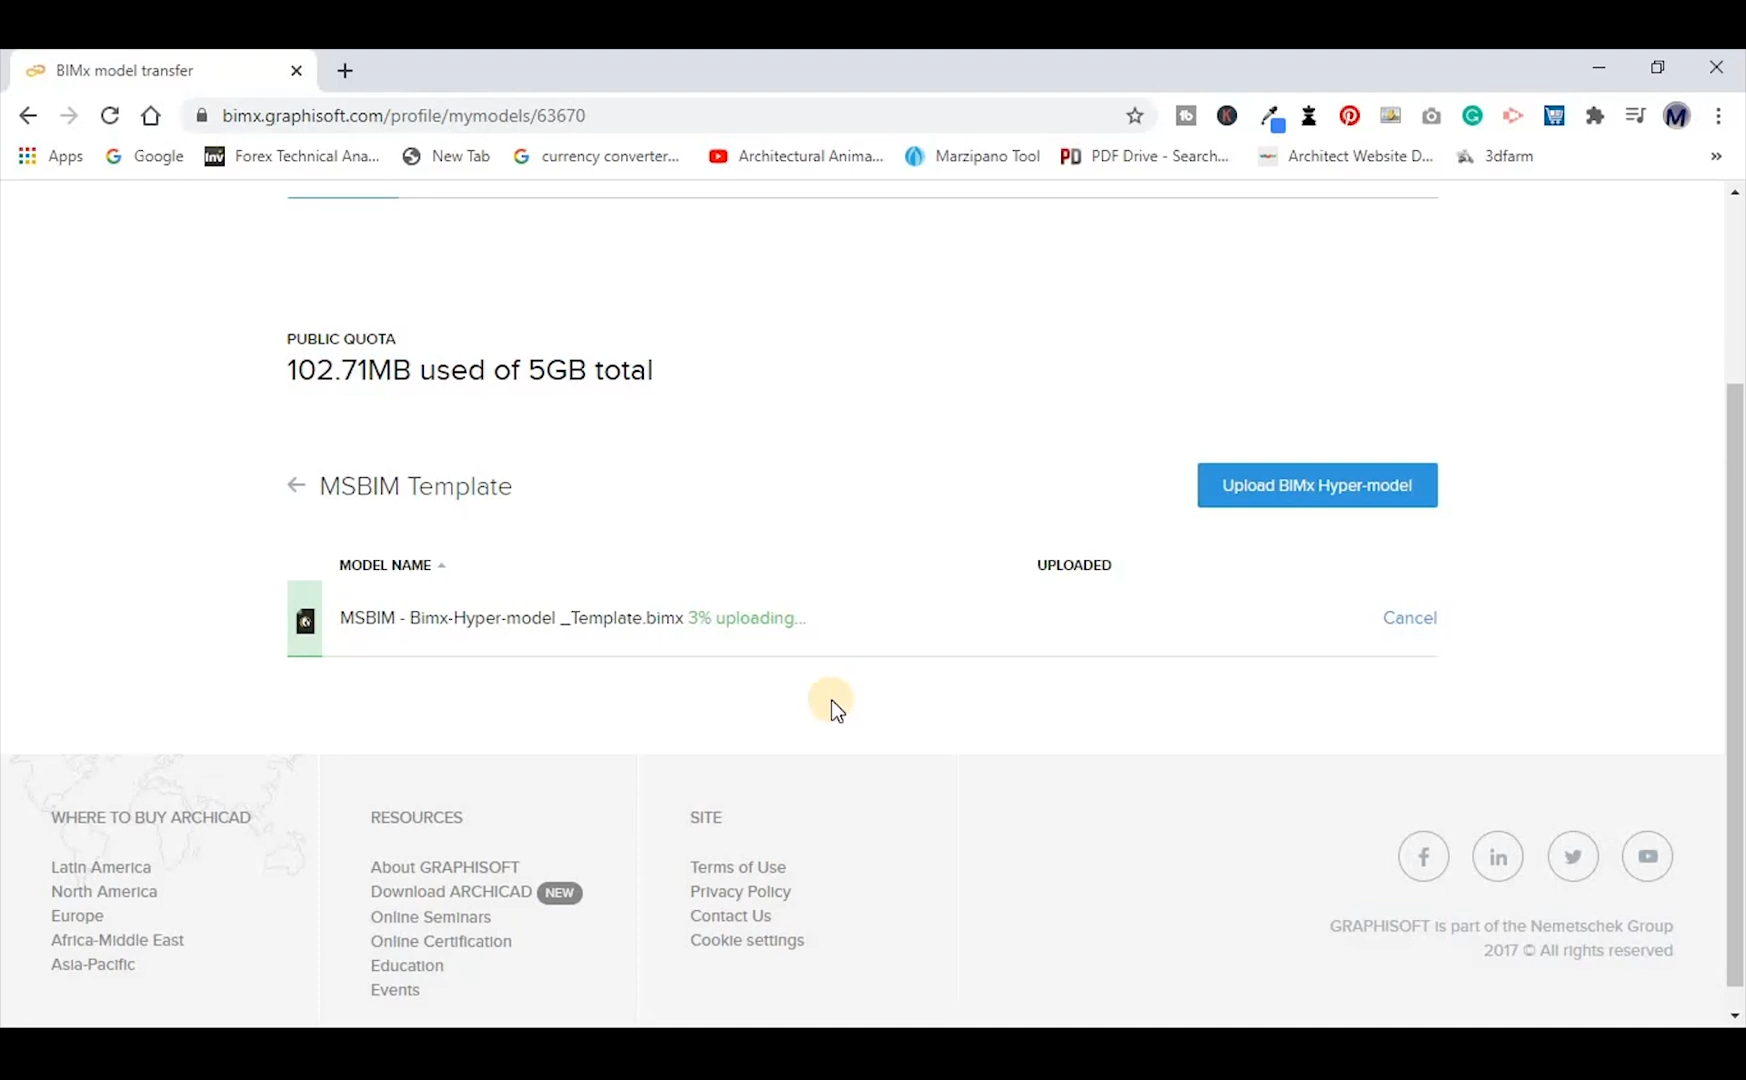 BIMx model transfer
bimx.graphisoft.com/profile/mymodels/63670
Apps Google Inv Forex Technical Ana... New Tab currency converter... Architectural Anima... Marzipano Tool PD PDF Drive - Search... Architect Website D... 3dfarm »
PUBLIC QUOTA
102.71MB used of 5GB total
MSBIM Template
Upload BIMx Hyper-model
MODEL NAME UPLOADED
MSBIM - Bimx-Hyper-model _Template.bimx 3% uploading... Cancel
WHERE TO BUY ARCHICAD
Latin America
North America
Europe
Africa-Middle East
Asia-Pacific
RESOURCES
About GRAPHISOFT
Download ARCHICAD NEW
Online Seminars
Online Certification
Education
Events
SITE
Terms of Use
Privacy Policy
Contact Us
Cookie settings
GRAPHISOFT is part of the Nemetschek Group
2017 © All rights reserved